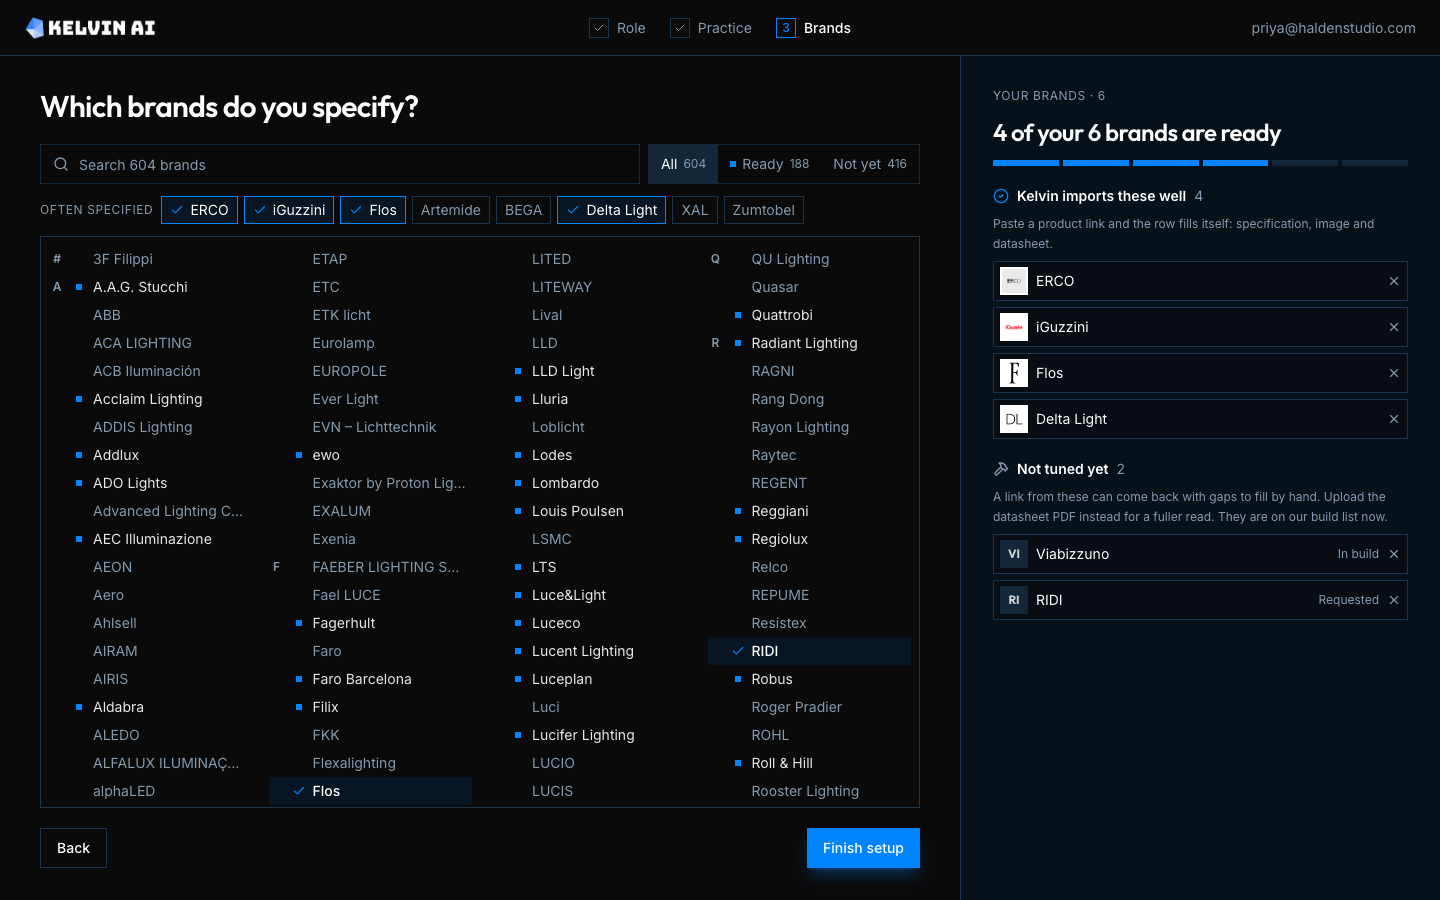 KELVIN AI
Role
Practice
3 Brands
priya@haldenstudio.com
Which brands do you specify?
Search 604 brands
All 604
Ready 188
Not yet 416
OFTEN SPECIFIED
ERCO
iGuzzini
Flos
Artemide
BEGA
Delta Light
XAL
Zumtobel
# 3F Filippi
A A.A.G. Stucchi
ABB
ACA LIGHTING
ACB Iluminación
Acclaim Lighting
ADDIS Lighting
Addlux
ADO Lights
Advanced Lighting C...
AEC Illuminazione
AEON
Aero
Ahlsell
AIRAM
AIRIS
Aldabra
ALEDO
ALFALUX ILUMINAÇ...
alphaLED
ETAP
ETC
ETK licht
Eurolamp
EUROPOLE
Ever Light
EVN – Lichttechnik
ewo
Exaktor by Proton Lig...
EXALUM
Exenia
F FAEBER LIGHTING S...
Fael LUCE
Fagerhult
Faro
Faro Barcelona
Filix
FKK
Flexalighting
Flos
LITED
LITEWAY
Lival
LLD
LLD Light
Lluria
Loblicht
Lodes
Lombardo
Louis Poulsen
LSMC
LTS
Luce&Light
Luceco
Lucent Lighting
Luceplan
Luci
Lucifer Lighting
LUCIO
LUCIS
Q QU Lighting
Quasar
Quattrobi
R Radiant Lighting
RAGNI
Rang Dong
Rayon Lighting
Raytec
REGENT
Reggiani
Regiolux
Relco
REPUME
Resistex
RIDI
Robus
Roger Pradier
ROHL
Roll & Hill
Rooster Lighting
Back
Finish setup
YOUR BRANDS · 6
4 of your 6 brands are ready
Kelvin imports these well 4
Paste a product link and the row fills itself: specification, image and
datasheet.
ERCO ERCO
iGuzzini iGuzzini
F Flos
DL Delta Light
Not tuned yet 2
A link from these can come back with gaps to fill by hand. Upload the
datasheet PDF instead for a fuller read. They are on our build list now.
VI Viabizzuno In build
RI RIDI Requested